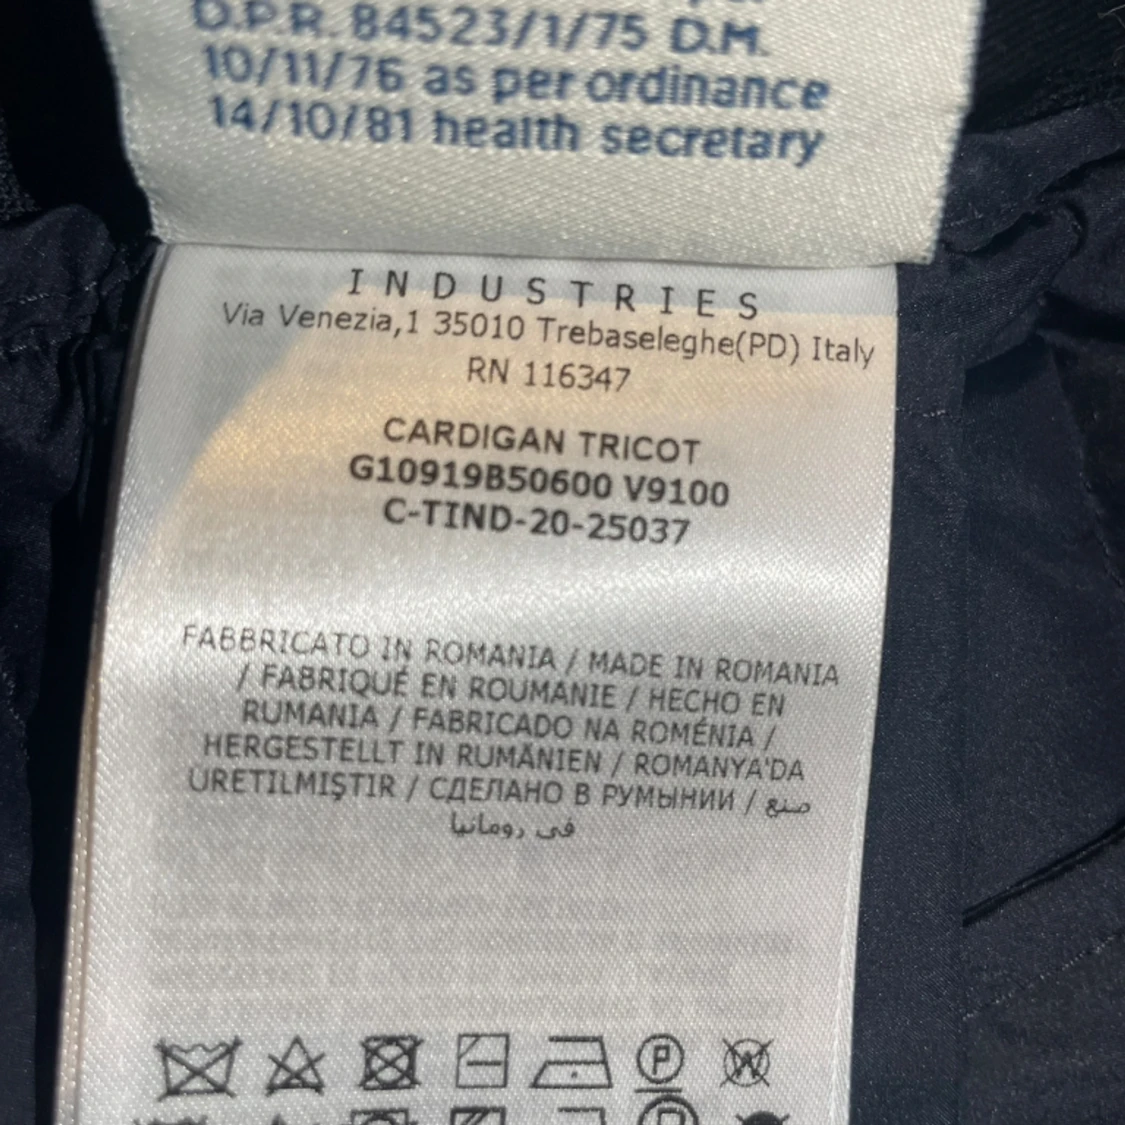 D.P.R. 84523/1/75 D.M.
10/11/76 as per ordinance
14/10/81 health secretary
INDUSTRIES
Via Venezia,1 35010 Trebaseleghe(PD) Italy
RN 116347
CARDIGAN TRICOT
G10919B50600 V9100
C-TIND-20-25037
FABBRICATO IN ROMANIA / MADE IN ROMANIA
/ FABRIQUÉ EN ROUMANIE / HECHO EN
RUMANIA / FABRICADO NA ROMÉNIA /
HERGESTELLT IN RUMÄNIEN / ROMANYA'DA
URETILMIŞTIR / СДЕЛАНО В РУМЫНИИ / صنع
في رومانيا
P W